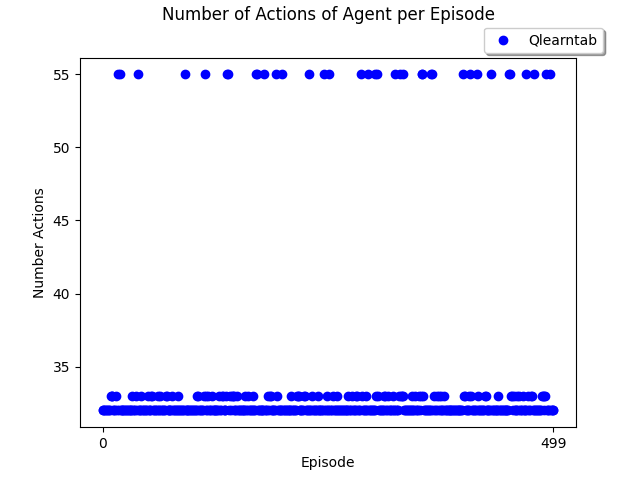 Number of Actions of Agent per Episode
Qlearntab
55
50
45
40
35
Number Actions
0
499
Episode